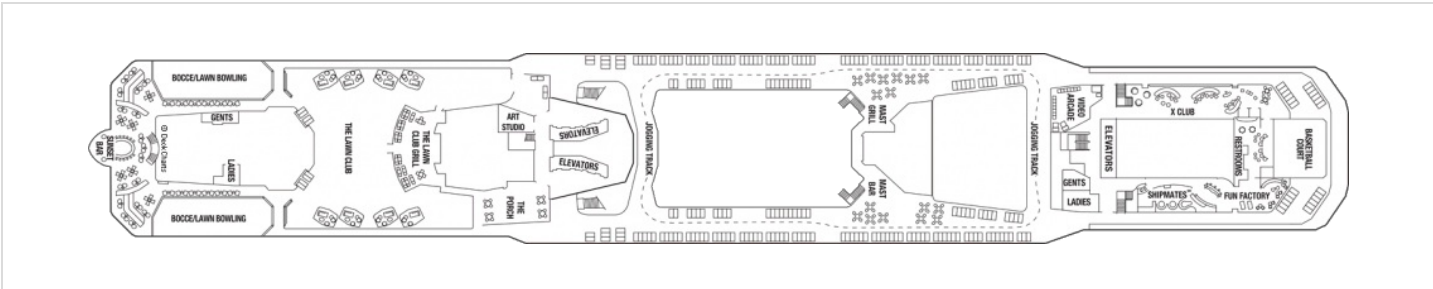 BOCCE/LAWN BOWLING
GENTS
© Deck Charts
SUNSET
BAR
LADIES
BOCCE/LAWN BOWLING
THE LAWN CLUB
THE LAWN
CLUB GRILL
ART
STUDIO
ELEVATORS
ELEVATORS
THE
PORCH
JOGGING TRACK
MAST
GRILL
MAST
BAR
JOGGING TRACK
VIDEO
ARCADE
ELEVATORS
GENTS
LADIES
X CLUB
RESTROOMS
SHIPMATES
FUN FACTORY
BASKETBALL
COURT